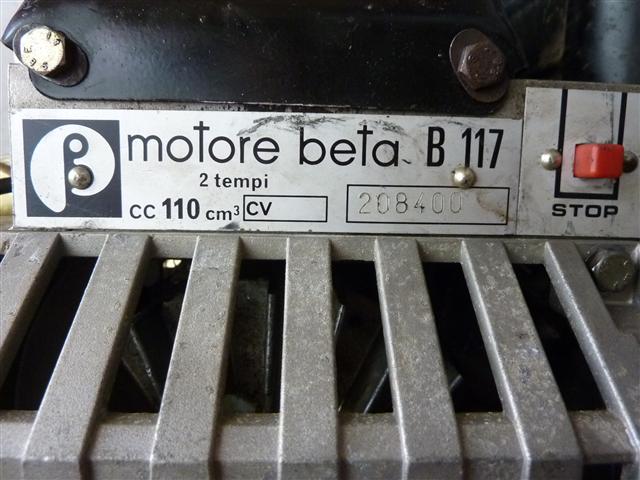 motore beta B 117
2 tempi
cc 110 cm³ CV 208400
STOP